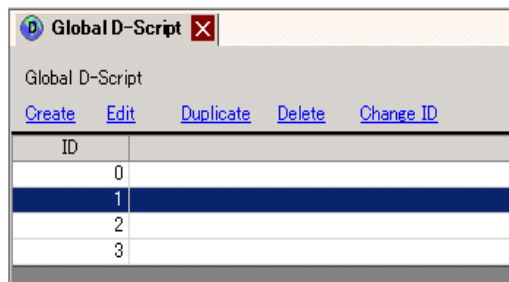 Global D-Script
Global D-Script
Create Edit Duplicate Delete Change ID
ID
0
1
2
3